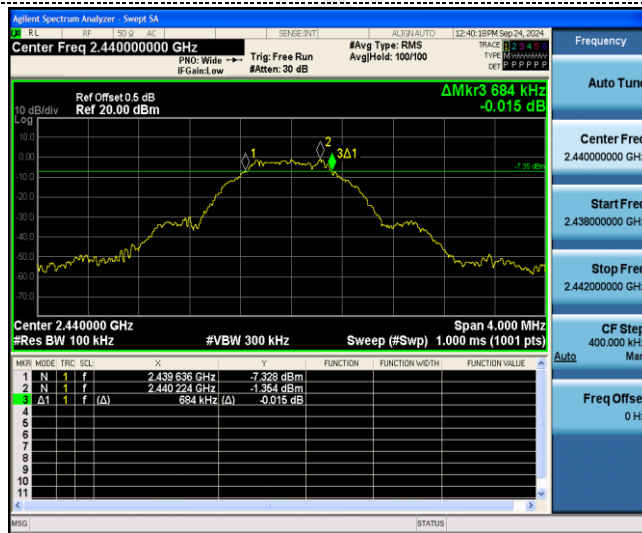 Agilent Spectrum Analyzer - Swept SA
RL RF 50 Ω AC SENSE:INT ALIGNAUTO 12:40:18 PM Sep 24, 2024
Center Freq 2.440000000 GHz
PNO: Wide
IFGain:Low
Trig: Free Run
#Atten: 30 dB
#Avg Type: RMS
Avg|Hold: 100/100
TRACE 1 2 3 4 5 6
TYPE M
DET P P P P P P
Ref Offset 0.5 dB
10 dB/div Ref 20.00 dBm
Log
ΔMkr3 684 kHz
-0.015 dB
10.0
0.00
-10.0
-20.0
-30.0
-40.0
-50.0
-60.0
-70.0
1
2
3Δ1
-7.35 dBm
Center 2.440000 GHz Span 4.000 MHz
#Res BW 100 kHz #VBW 300 kHz Sweep (#Swp) 1.000 ms (1001 pts)
MKR MODE TRC SCL X Y FUNCTION FUNCTION WIDTH FUNCTION VALUE
1 N 1 f 2.439 636 GHz -7.328 dBm
2 N 1 f 2.440 224 GHz -1.354 dBm
3 Δ1 1 f (Δ) 684 kHz (Δ) -0.015 dB
4
5
6
7
8
9
10
11
MSG STATUS
Frequency
Auto Tune
Center Freq
2.440000000 GHz
Start Freq
2.438000000 GHz
Stop Freq
2.442000000 GHz
CF Step
400.000 kHz
Auto Man
Freq Offset
0 Hz